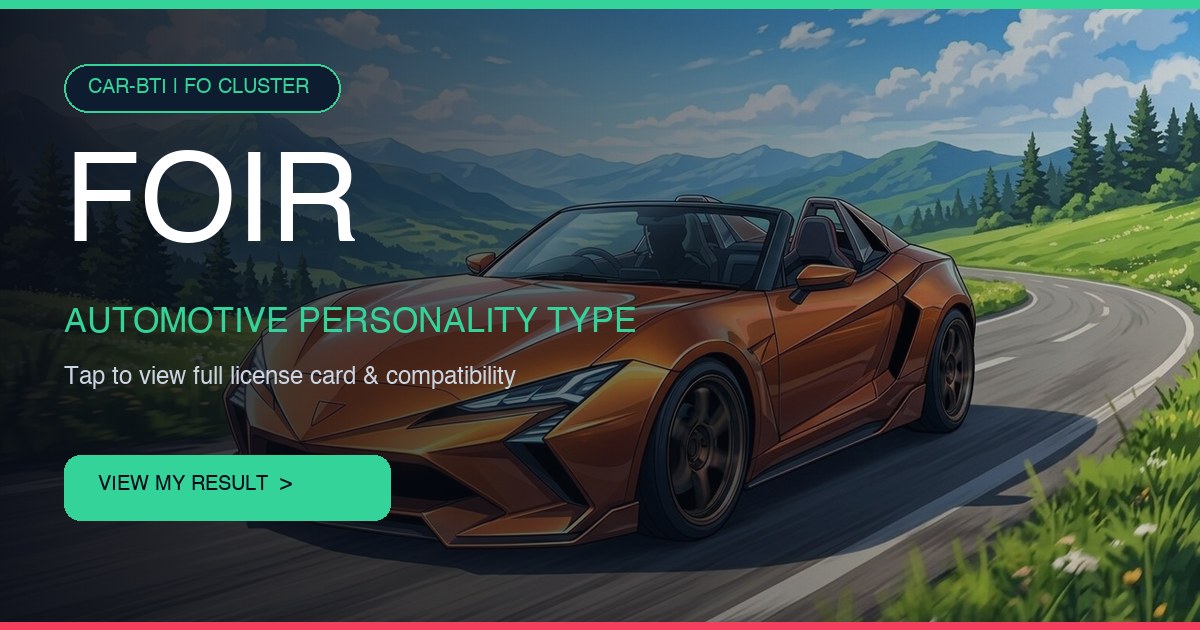 CAR-BTI | FO CLUSTER
FOIR
AUTOMOTIVE PERSONALITY TYPE
Tap to view full license card & compatibility
VIEW MY RESULT >